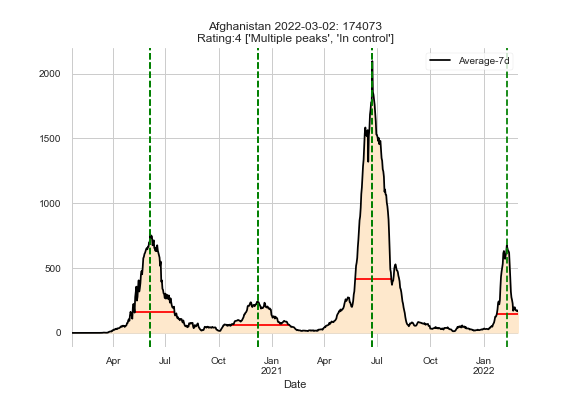 Afghanistan 2022-03-02: 174073
Rating:4 ['Multiple peaks', 'In control']
Average-7d
2000
1500
1000
500
0
Apr Jul Oct Jan Apr Jul Oct Jan
2021 2022
Date